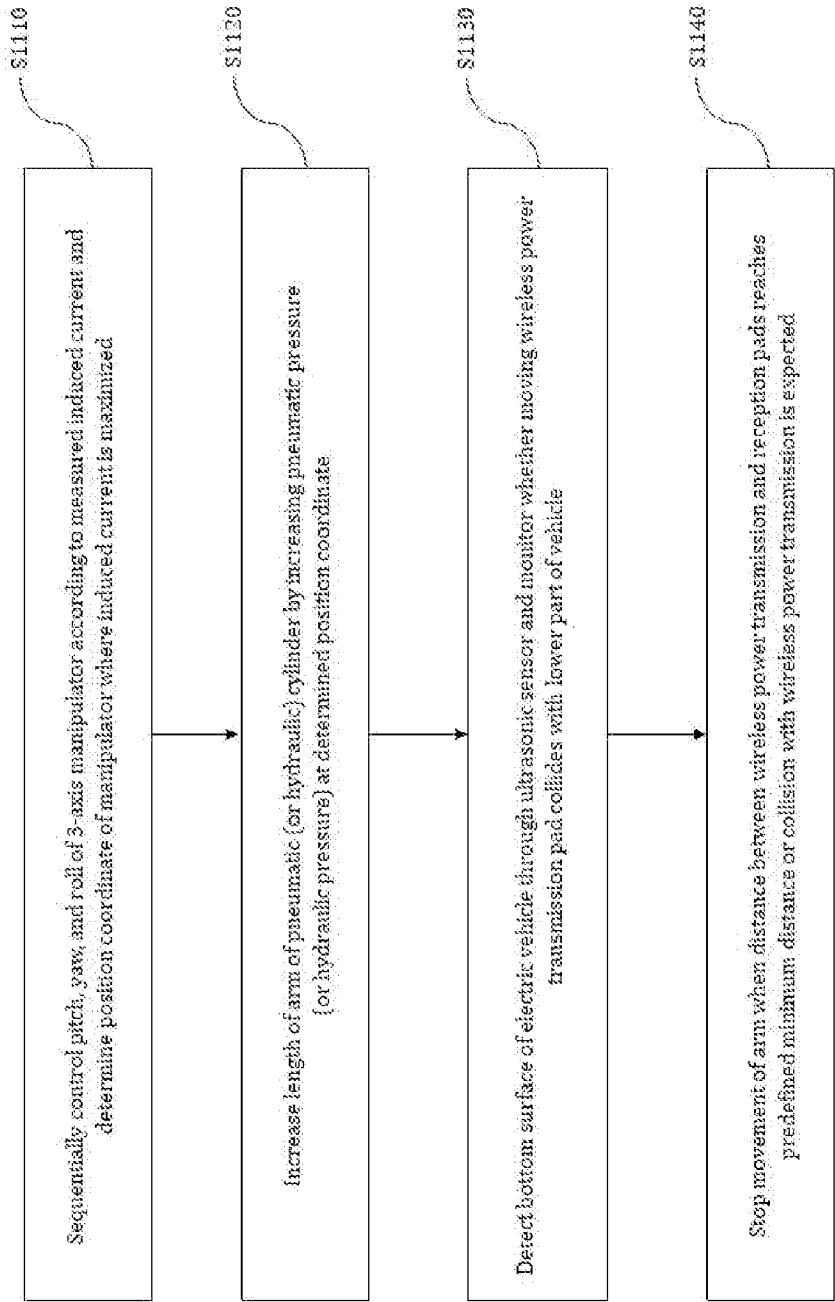 S1110
Sequentially control pitch, yaw, and roll of 3-axis manipulator according to measured induced current and
determine position coordinate of manipulator where induced current is maximized
S1120
Increase length of arm of pneumatic (or hydraulic) cylinder by increasing pneumatic pressure
(or hydraulic pressure) at determined position coordinate
S1130
Detect bottom surface of electric vehicle through ultrasonic sensor and monitor whether moving wireless power
transmission pad collides with lower part of vehicle
S1140
Stop movement of arm when distance between wireless power transmission and reception pads reaches
predefined minimum distance or collision with wireless power transmission is expected